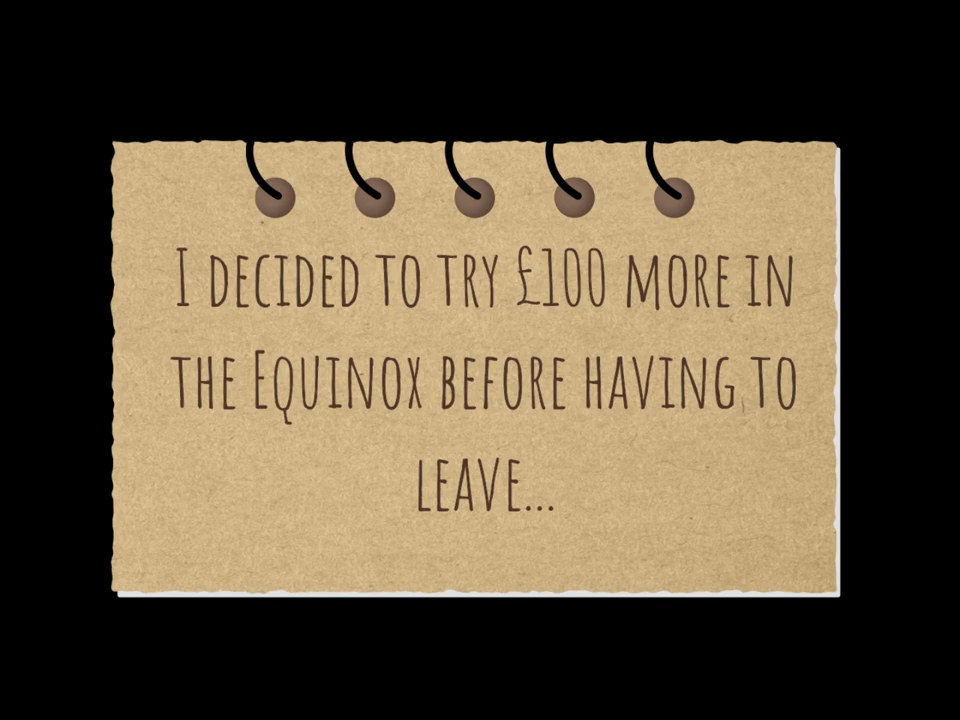 I decided to try £100 more in
the Equinox before having to
leave...